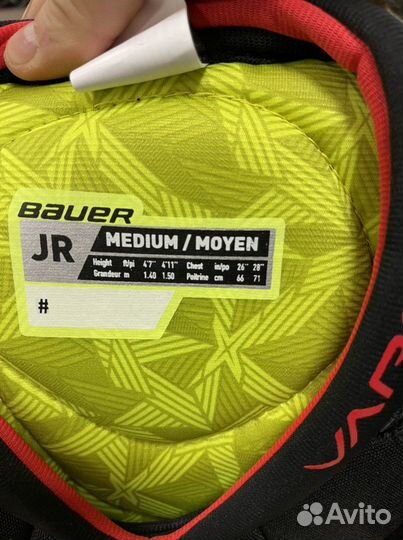 BAUER
JR
MEDIUM / MOYEN
Height ft/pi 4'7" 4'11" Chest in/po 26" 28"
Grandeur m 1.40 1.50 Poitrine cm 66 71
#
Avito